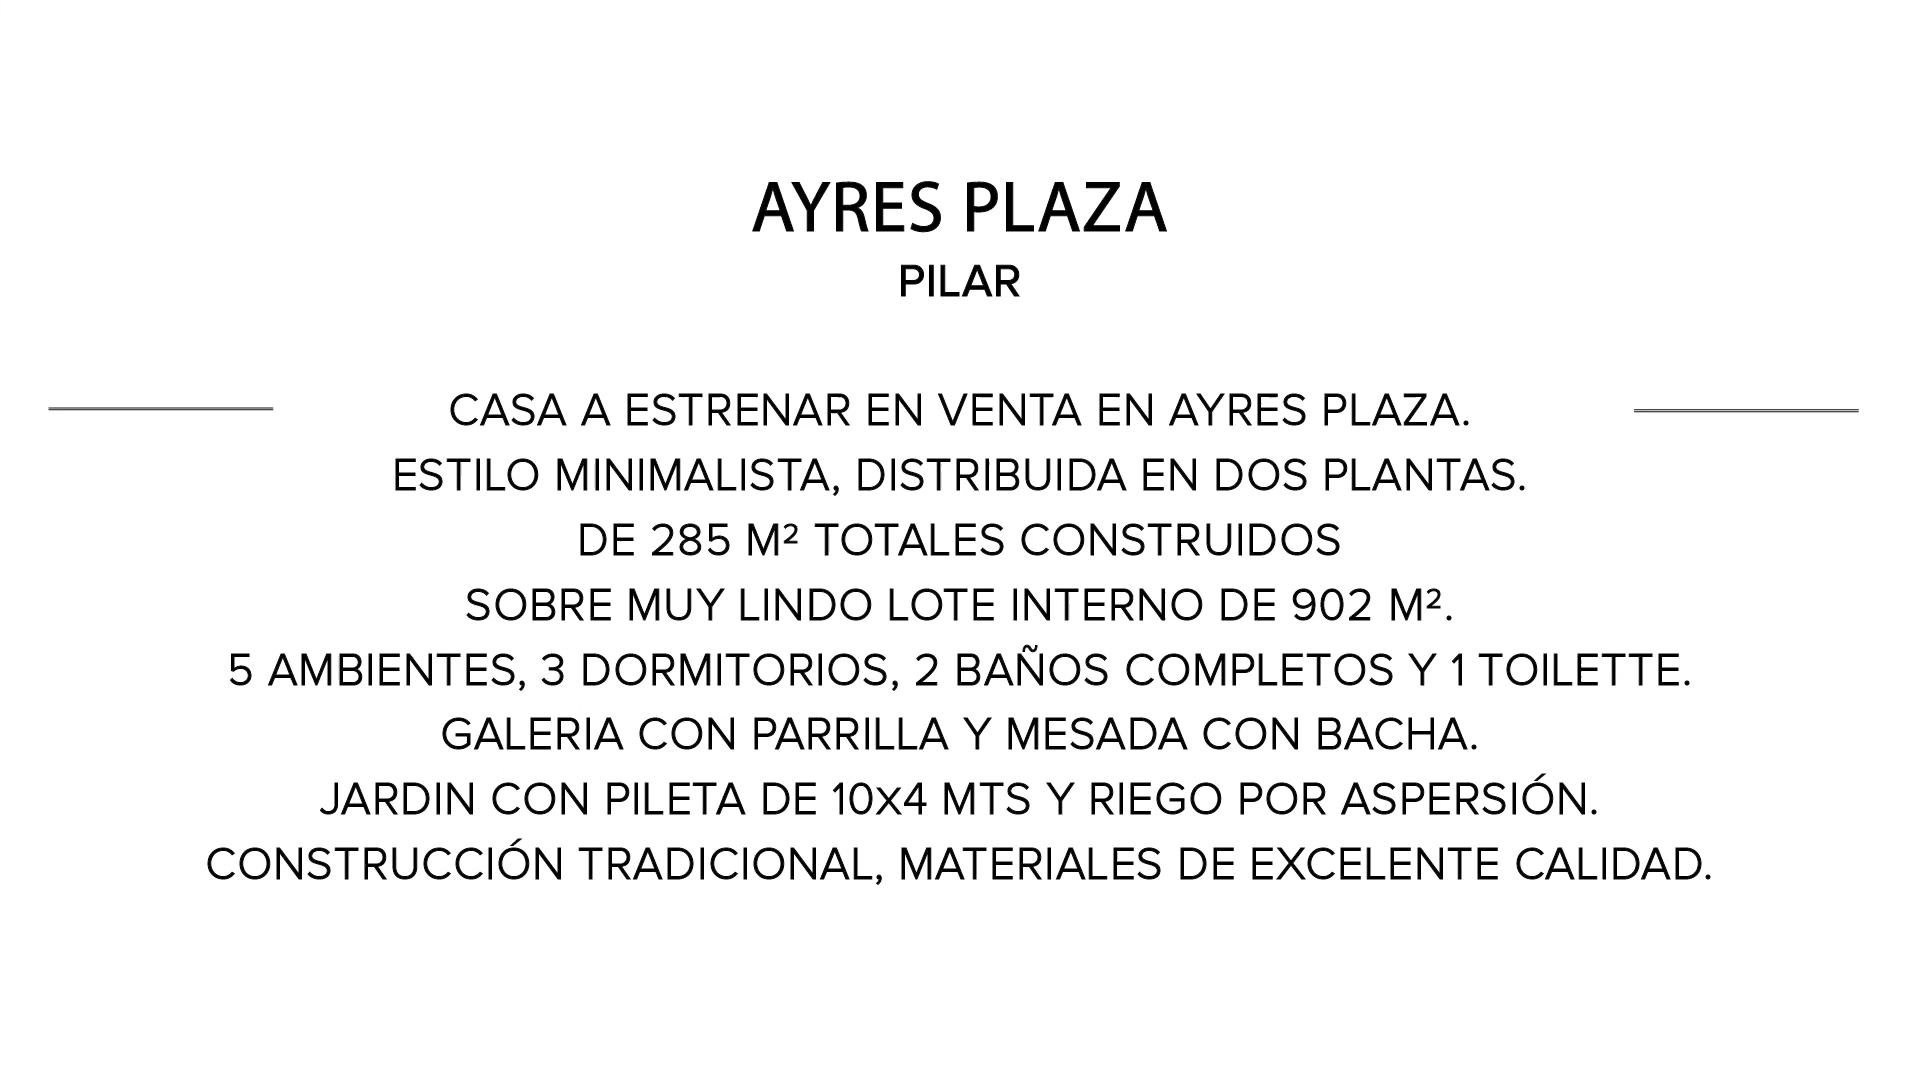 AYRES PLAZA
PILAR
CASA A ESTRENAR EN VENTA EN AYRES PLAZA.
ESTILO MINIMALISTA, DISTRIBUIDA EN DOS PLANTAS.
DE 285 M² TOTALES CONSTRUIDOS
SOBRE MUY LINDO LOTE INTERNO DE 902 M².
5 AMBIENTES, 3 DORMITORIOS, 2 BAÑOS COMPLETOS Y 1 TOILETTE.
GALERIA CON PARRILLA Y MESADA CON BACHA.
JARDIN CON PILETA DE 10x4 MTS Y RIEGO POR ASPERSIÓN.
CONSTRUCCIÓN TRADICIONAL, MATERIALES DE EXCELENTE CALIDAD.